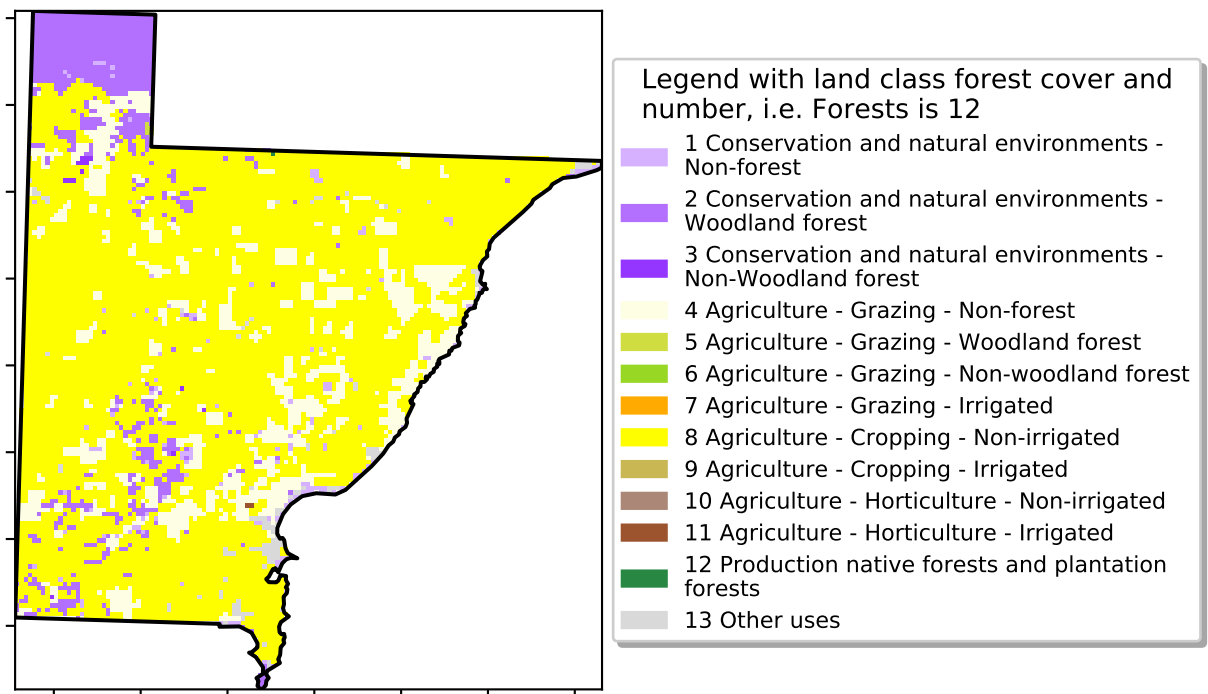 Legend with land class forest cover and
number, i.e. Forests is 12
1 Conservation and natural environments -
Non-forest
2 Conservation and natural environments -
Woodland forest
3 Conservation and natural environments -
Non-Woodland forest
4 Agriculture - Grazing - Non-forest
5 Agriculture - Grazing - Woodland forest
6 Agriculture - Grazing - Non-woodland forest
7 Agriculture - Grazing - Irrigated
8 Agriculture - Cropping - Non-irrigated
9 Agriculture - Cropping - Irrigated
10 Agriculture - Horticulture - Non-irrigated
11 Agriculture - Horticulture - Irrigated
12 Production native forests and plantation
forests
13 Other uses